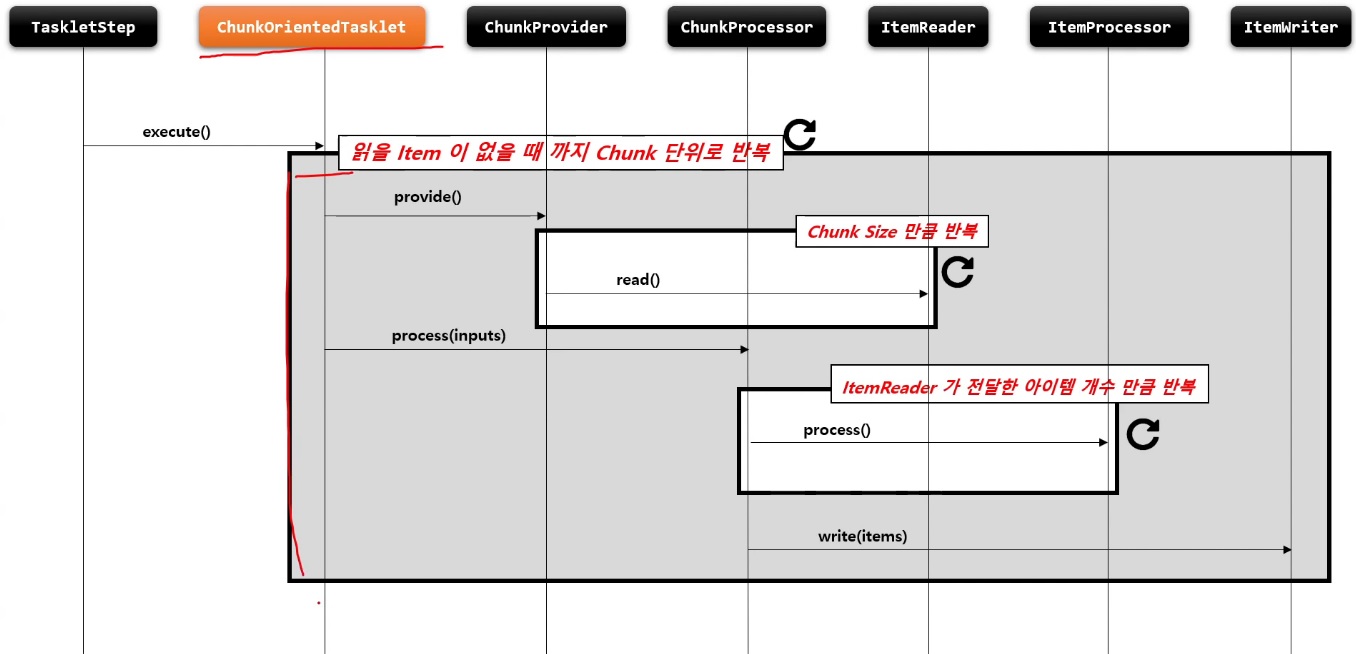 TaskletStep
ChunkOrientedTasklet
ChunkProvider
ChunkProcessor
ItemReader
ItemProcessor
ItemWriter
execute()
읽을 Item 이 없을 때 까지 Chunk 단위로 반복
provide()
Chunk Size 만큼 반복
read()
process(inputs)
ItemReader 가 전달한 아이템 개수 만큼 반복
process()
write(items)